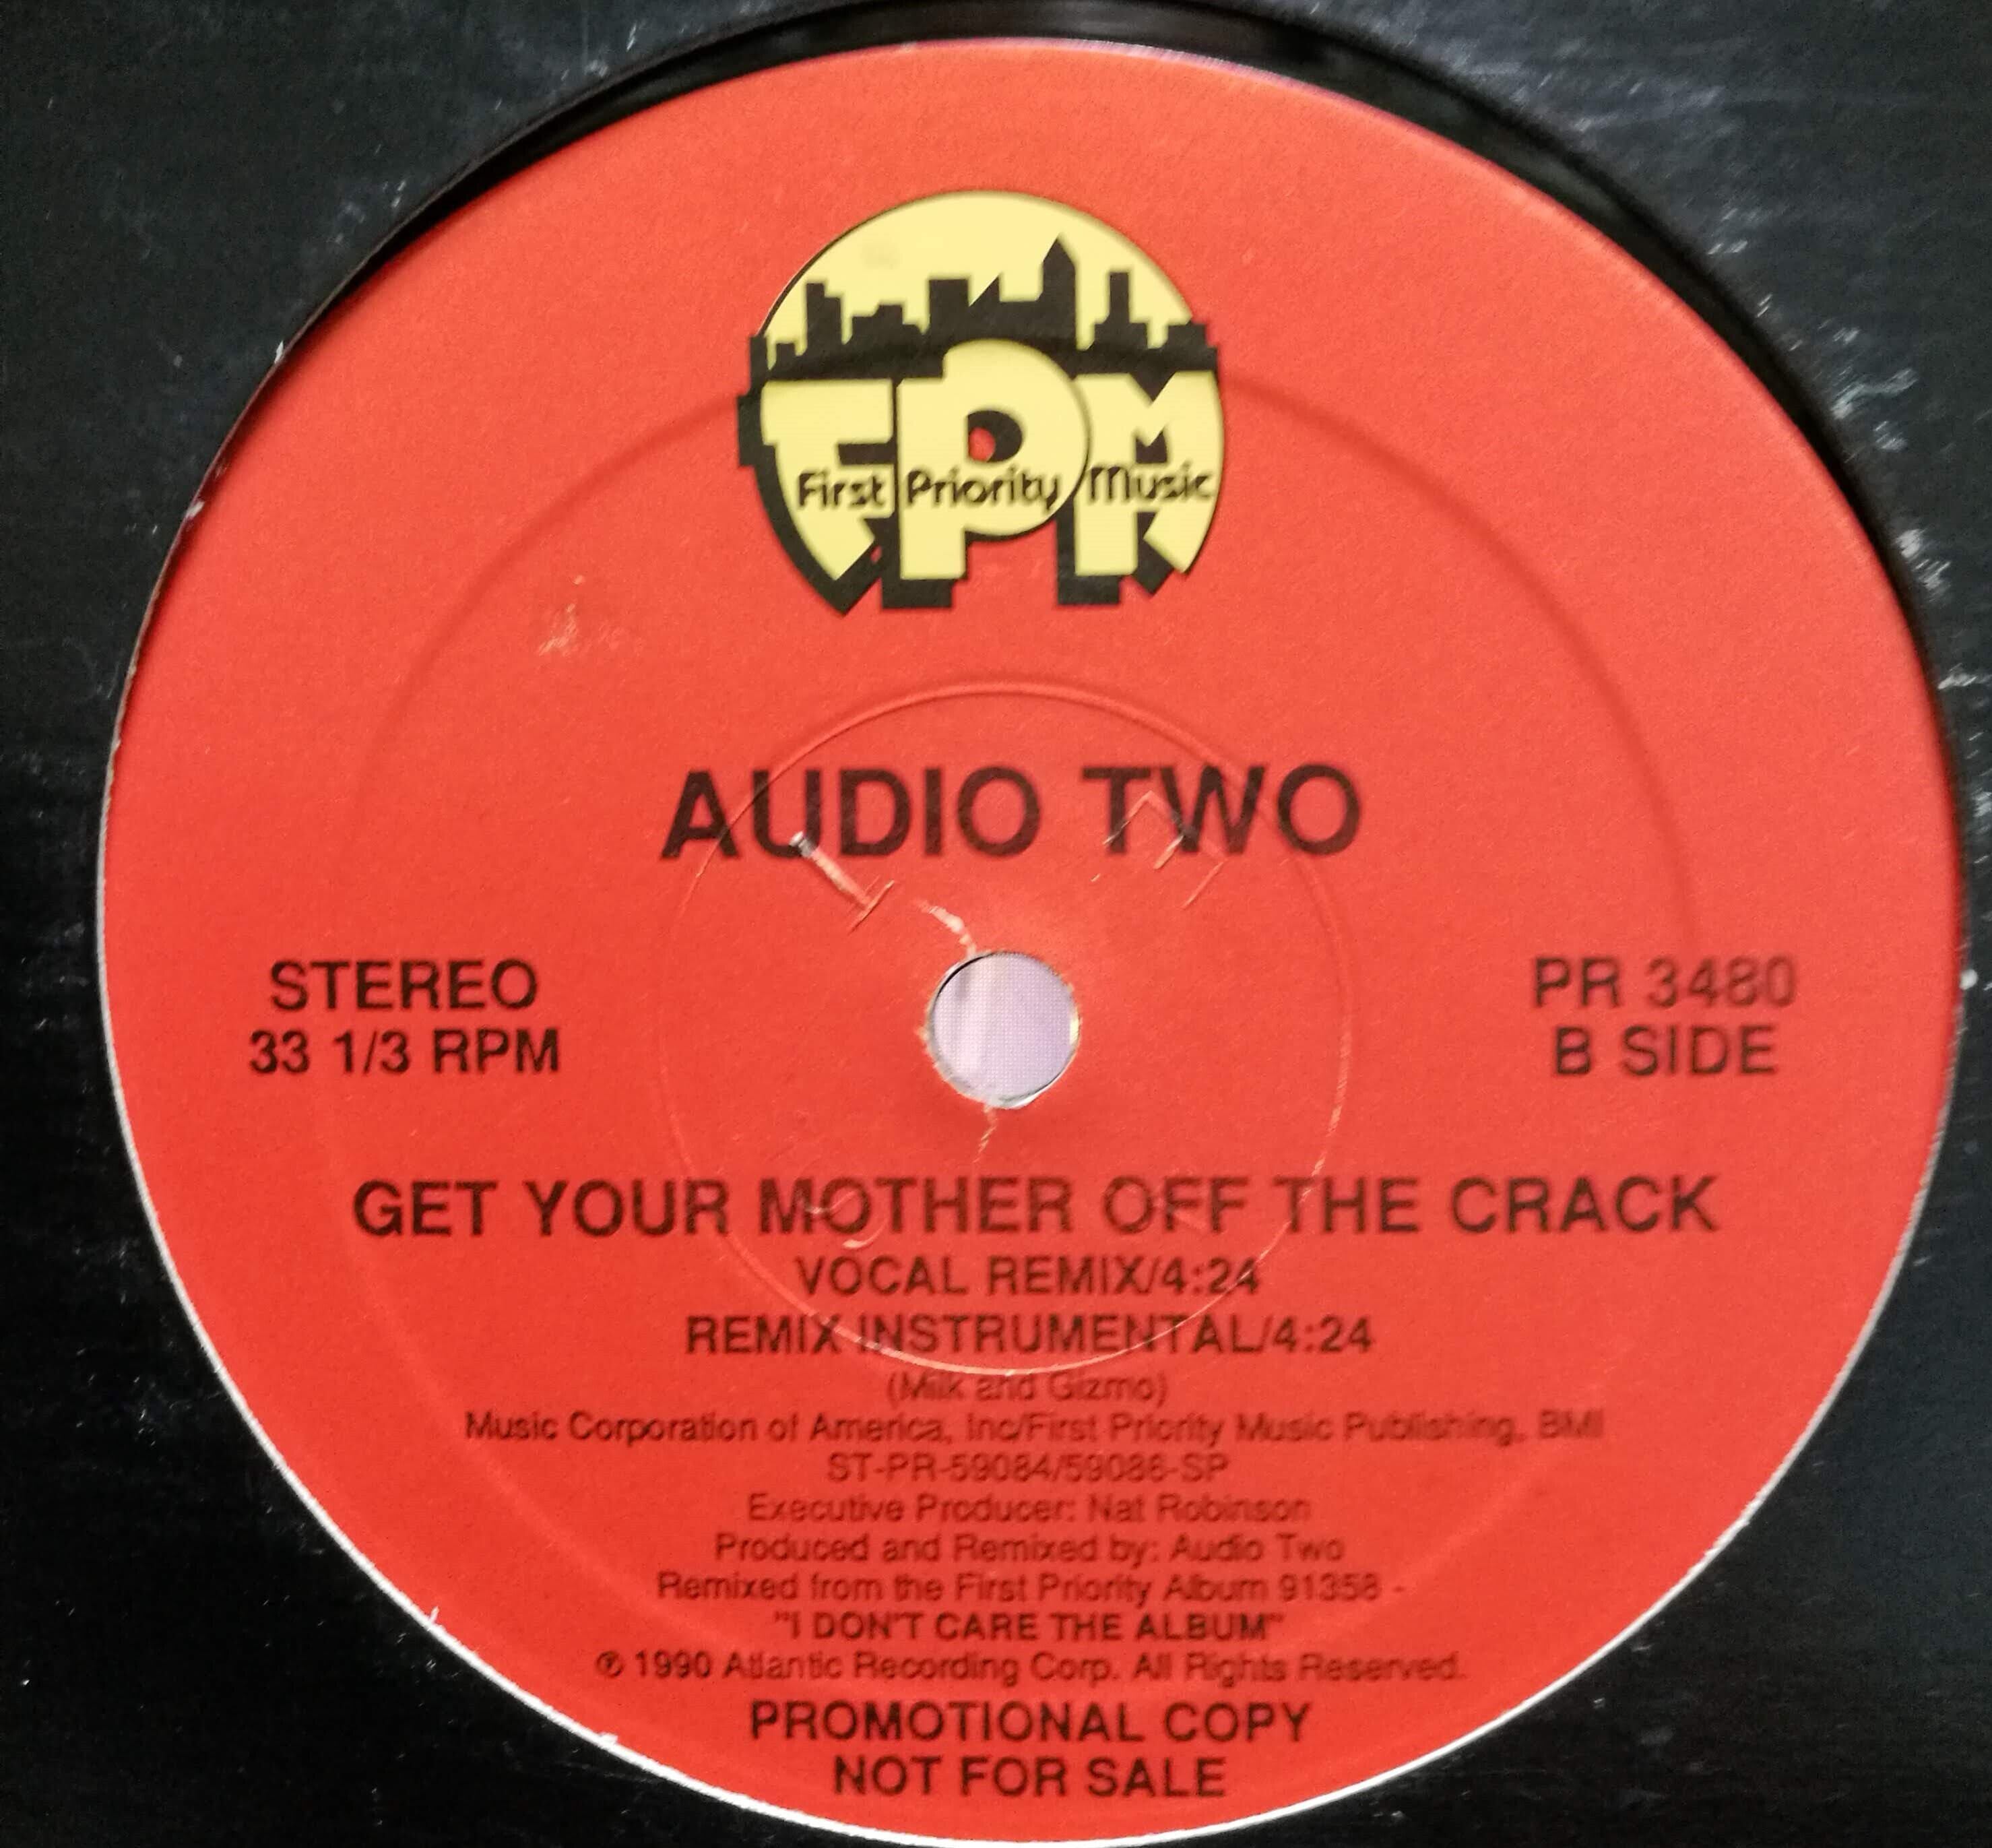 FPM
First Priority Music
AUDIO TWO
STEREO
33 1/3 RPM
PR 3480
B SIDE
GET YOUR MOTHER OFF THE CRACK
VOCAL REMIX/4:24
REMIX INSTRUMENTAL/4:24
(Milk and Gizmo)
Music Corporation of America, Inc/First Priority Music Publishing, BMI
ST-PR-59084/59086-SP
Executive Producer: Nat Robinson
Produced and Remixed by: Audio Two
Remixed from the First Priority Album 91358 -
"I DON'T CARE THE ALBUM"
℗ 1990 Atlantic Recording Corp. All Rights Reserved.
PROMOTIONAL COPY
NOT FOR SALE